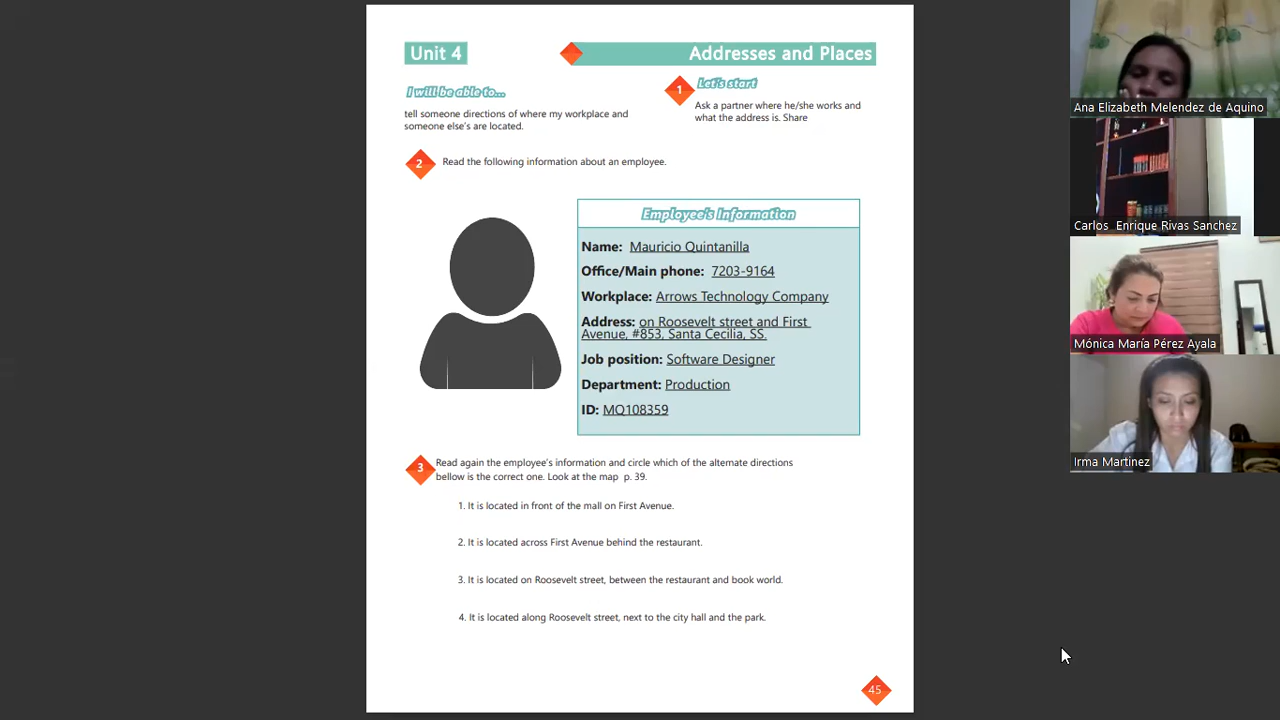 Unit 4
Addresses and Places
I will be able to...
tell someone directions of where my workplace and
someone else's are located.
1
Let's start
Ask a partner where he/she works and
what the address is. Share
2
Read the following information about an employee.
Employee's Information
Name: Mauricio Quintanilla
Office/Main phone: 7203-9164
Workplace: Arrows Technology Company
Address: on Roosevelt street and First
Avenue, #853, Santa Cecilia, SS.
Job position: Software Designer
Department: Production
ID: MQ108359
3
Read again the employee's information and circle which of the alternate directions
bellow is the correct one. Look at the map p. 39.
1. It is located in front of the mall on First Avenue.
2. It is located across First Avenue behind the restaurant.
3. It is located on Roosevelt street, between the restaurant and book world.
4. It is located along Roosevelt street, next to the city hall and the park.
45
Ana Elizabeth Melendez de Aquino
Carlos Enrique Rivas Sanchez
Mónica María Pérez Ayala
Irma Martinez